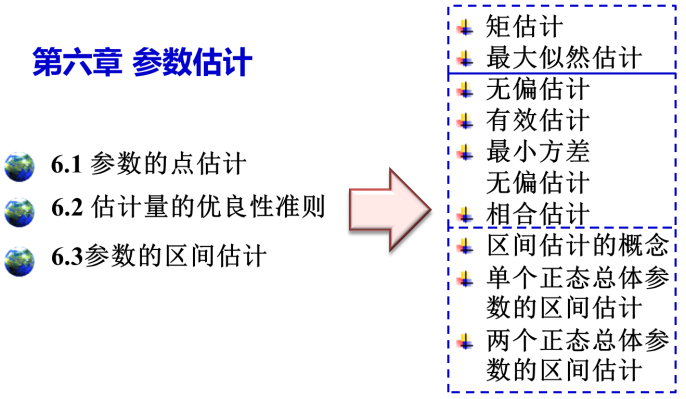 第六章 参数估计
6.1 参数的点估计
6.2 估计量的优良性准则
6.3参数的区间估计
矩估计
最大似然估计
无偏估计
有效估计
最小方差
无偏估计
相合估计
区间估计的概念
单个正态总体参
数的区间估计
两个正态总体参
数的区间估计